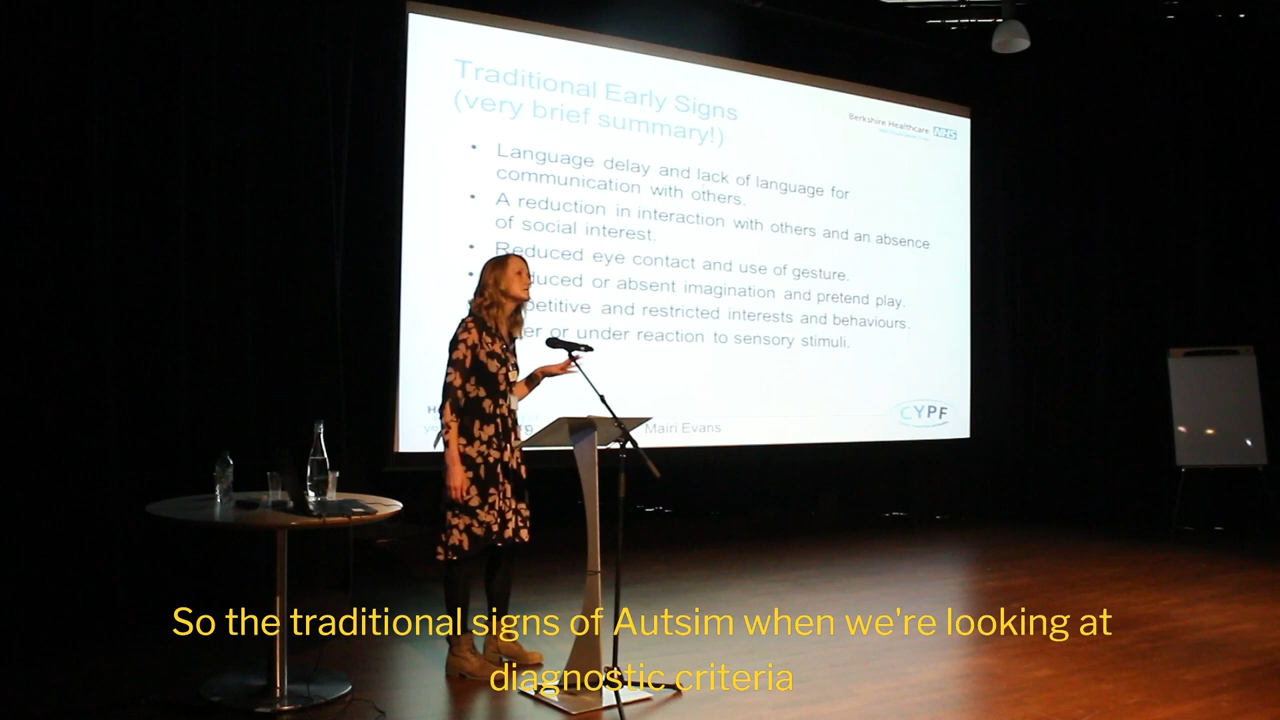 Traditional Early Signs
(very brief summary!)
Berkshire Healthcare NHS
• Language delay and lack of language for
communication with others.
• A reduction in interaction with others and an absence
of social interest.
• Reduced eye contact and use of gesture.
• duced or absent imagination and pretend play.
petitive and restricted interests and behaviours.
er or under reaction to sensory stimuli.
Mairi Evans
CYPF
So the traditional signs of Autsim when we're looking at
diagnostic criteria